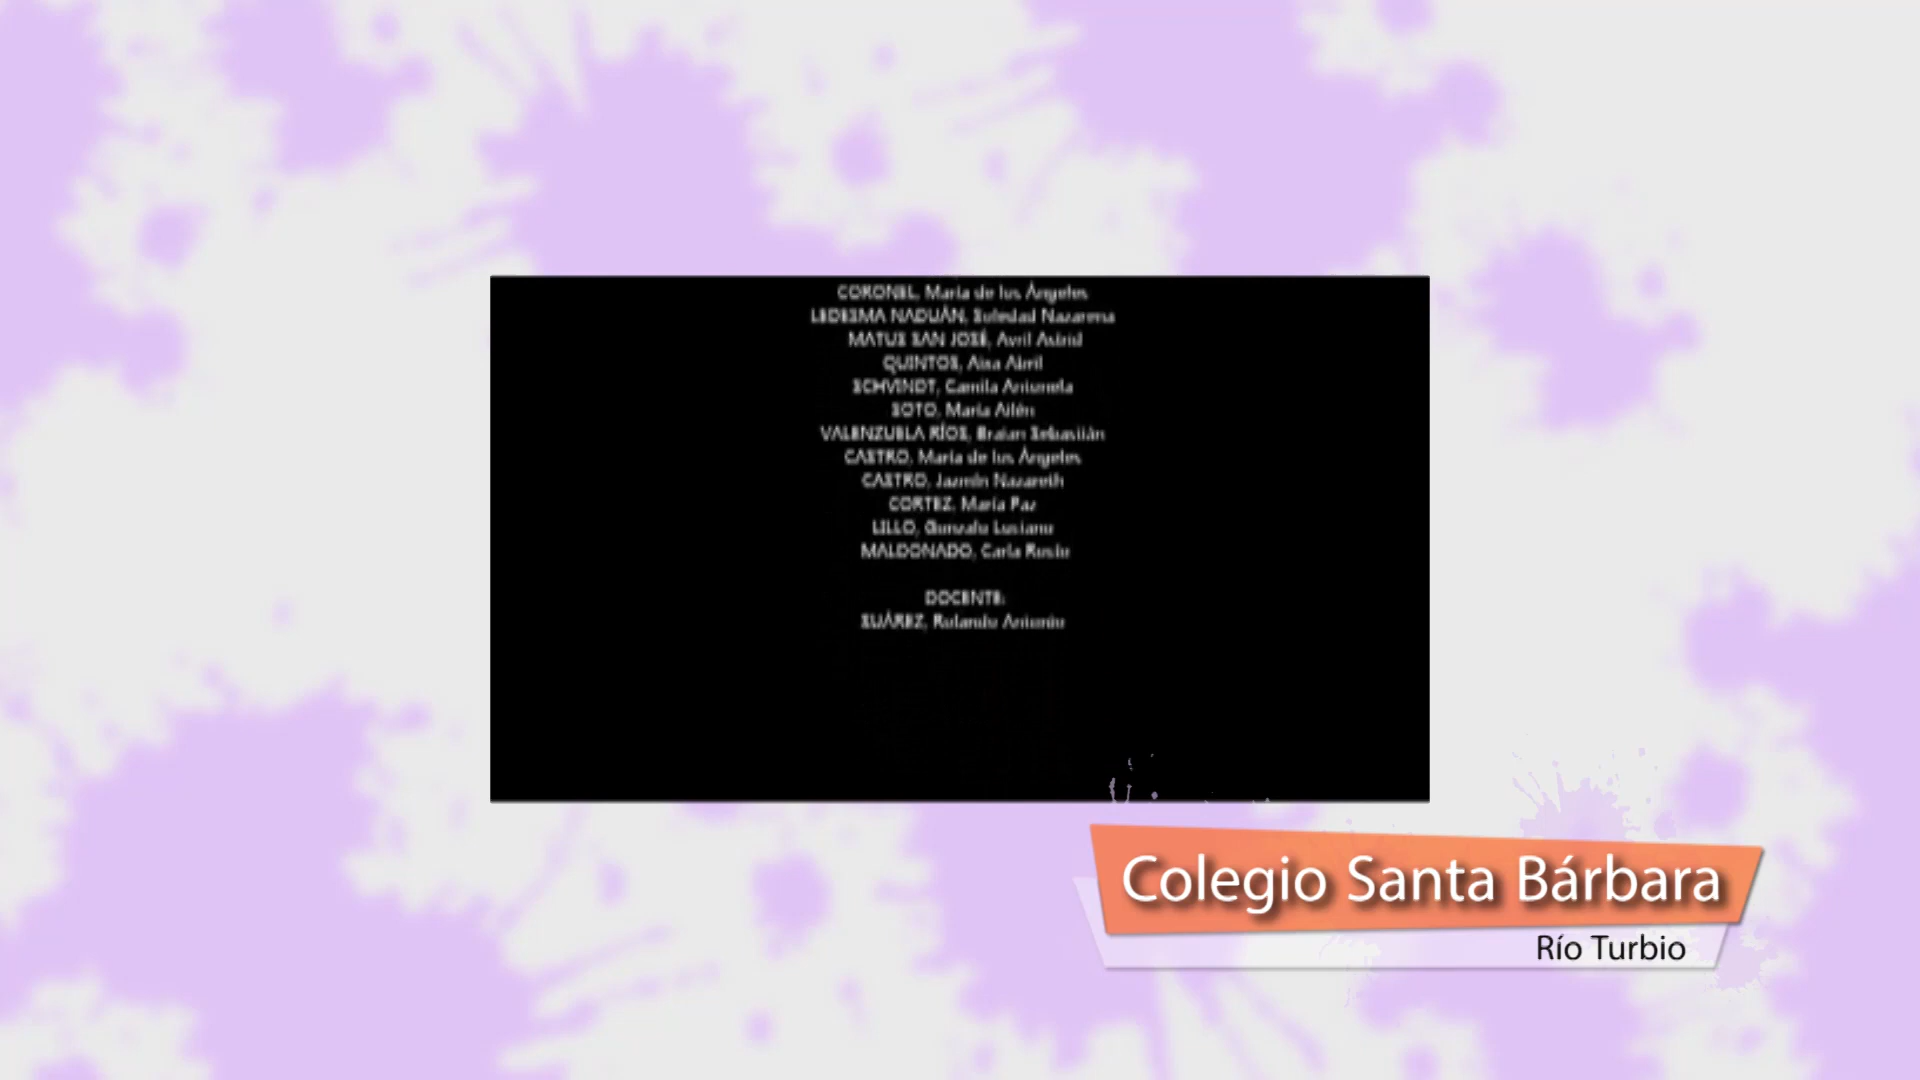 CORONEL, María de los Ángeles
LEDESMA NADUÁN, Soledad Nazarena
MATUS SAN JOSÉ, Avril Astrid
QUINTOS, Aixa Abril
SCHVINDT, Camila Antonela
SOTO, María Ailén
VALENZUELA RÍOS, Braian Sebastián
CASTRO, María de los Ángeles
CASTRO, Jazmín Nazareth
CORTEZ, María Paz
LILLO, Gonzalo Luciano
MALDONADO, Carla Rocío
DOCENTE:
SUÁREZ, Rolando Antonio
Colegio Santa Bárbara
Río Turbio